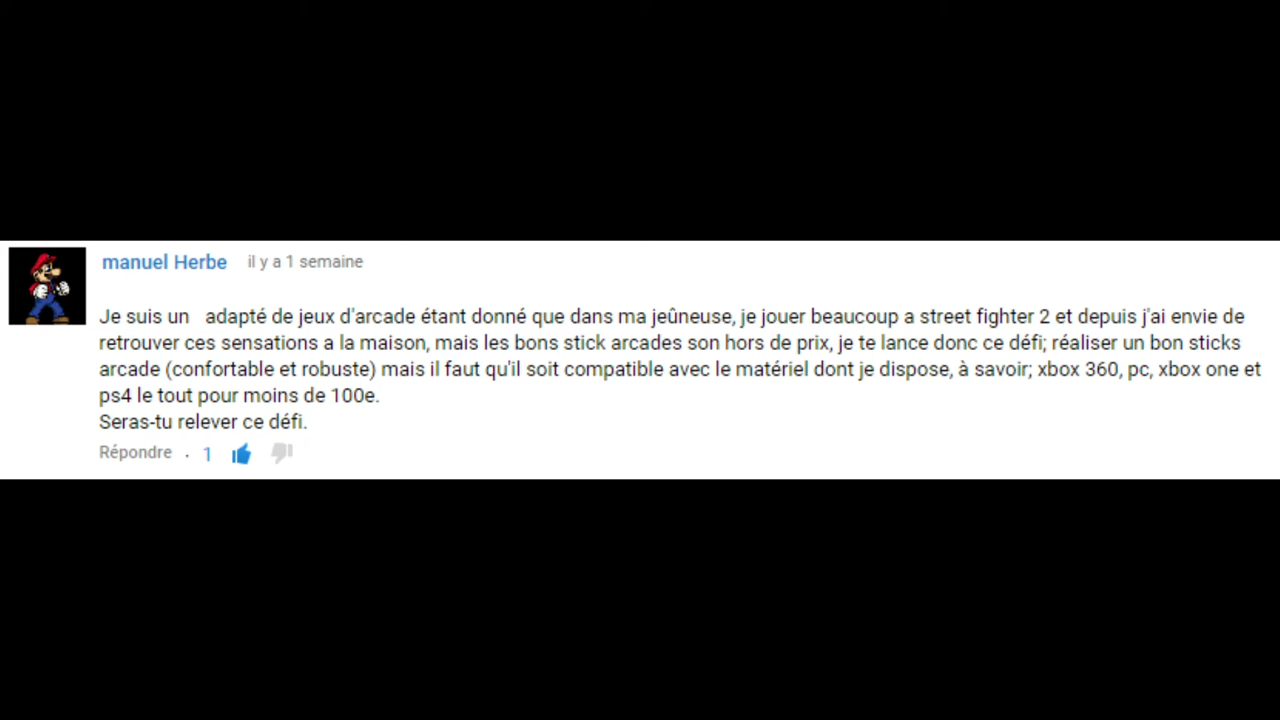 manuel Herbe il y a 1 semaine
Je suis un adapté de jeux d'arcade étant donné que dans ma jeûneuse, je jouer beaucoup a street fighter 2 et depuis j'ai envie de
retrouver ces sensations a la maison, mais les bons stick arcades son hors de prix, je te lance donc ce défi; réaliser un bon sticks
arcade (confortable et robuste) mais il faut qu'il soit compatible avec le matériel dont je dispose, à savoir; xbox 360, pc, xbox one et
ps4 le tout pour moins de 100e.
Seras-tu relever ce défi.
Répondre . 1